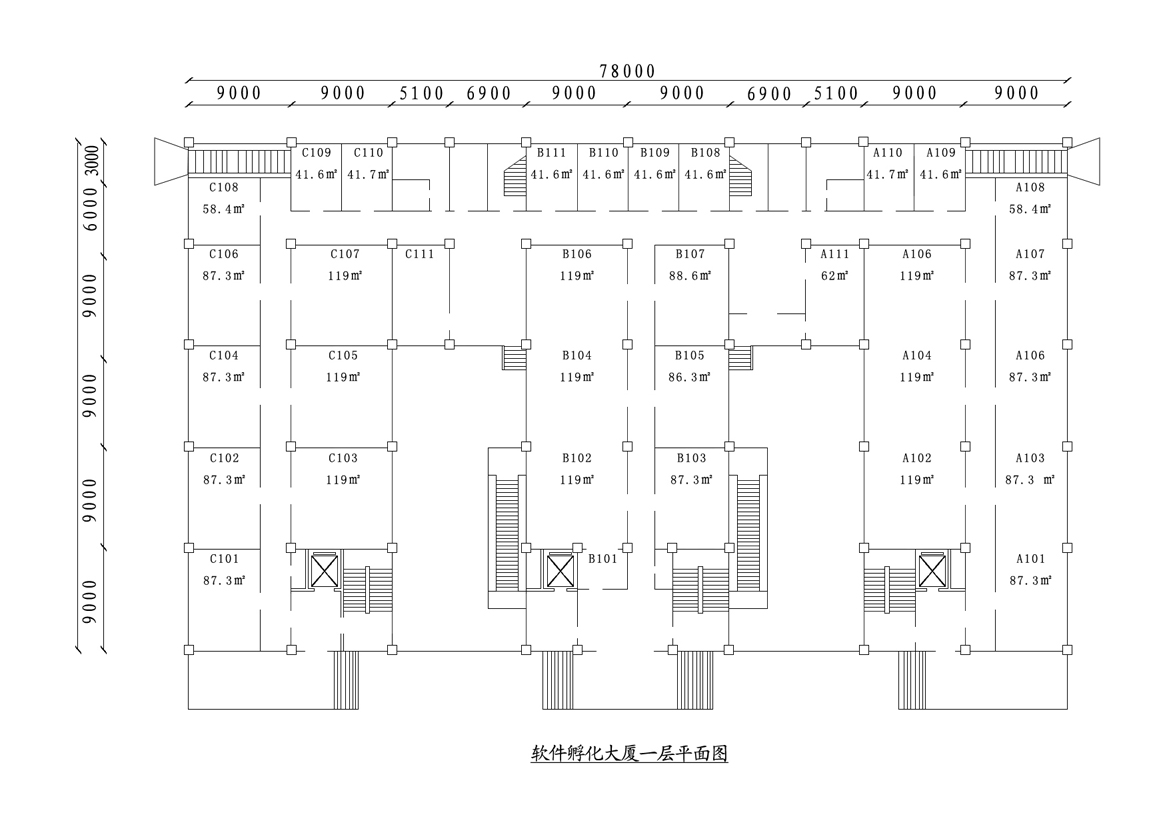 78000
9000 9000 5100 6900 9000 9000 6900 5100 9000 9000
3000
6000
9000
9000
9000
9000
C109 C110 B111 B110 B109 B108 A110 A109
41.6㎡ 41.7㎡ 41.6㎡ 41.6㎡ 41.6㎡ 41.6㎡ 41.7㎡ 41.6㎡
C108 A108
58.4㎡ 58.4㎡
C106 C107 C111 B106 B107 A111 A106 A107
87.3㎡ 119㎡ 119㎡ 88.6㎡ 62㎡ 119㎡ 87.3㎡
C104 C105 B104 B105 A104 A106
87.3㎡ 119㎡ 119㎡ 86.3㎡ 119㎡ 87.3㎡
C102 C103 B102 B103 A102 A103
87.3㎡ 119㎡ 119㎡ 87.3㎡ 119㎡ 87.3 ㎡
C101 B101 A101
87.3㎡ 87.3㎡
软件孵化大厦一层平面图